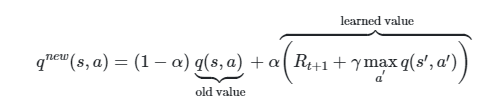 learned value
q^{new}(s, a) = (1 − α) q(s, a) + α(R_{t+1} + γ max_{a′} q(s′, a′))
old value